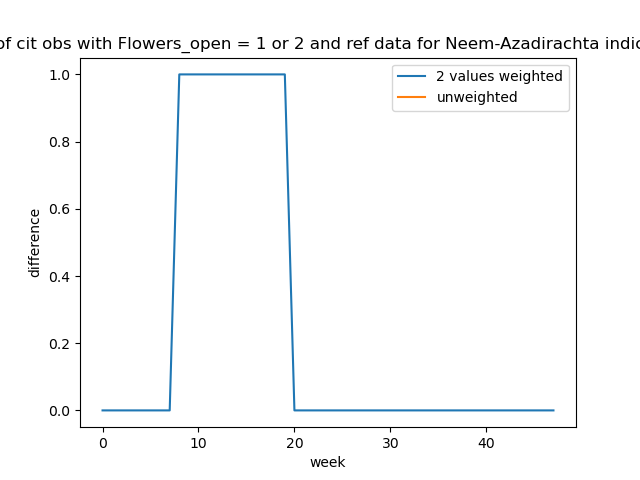 of cit obs with Flowers_open = 1 or 2 and ref data for Neem-Azadirachta
2 values weighted
unweighted
1.0
0.8
0.6
0.4
0.2
0.0
difference
0 10 20 30 40
week